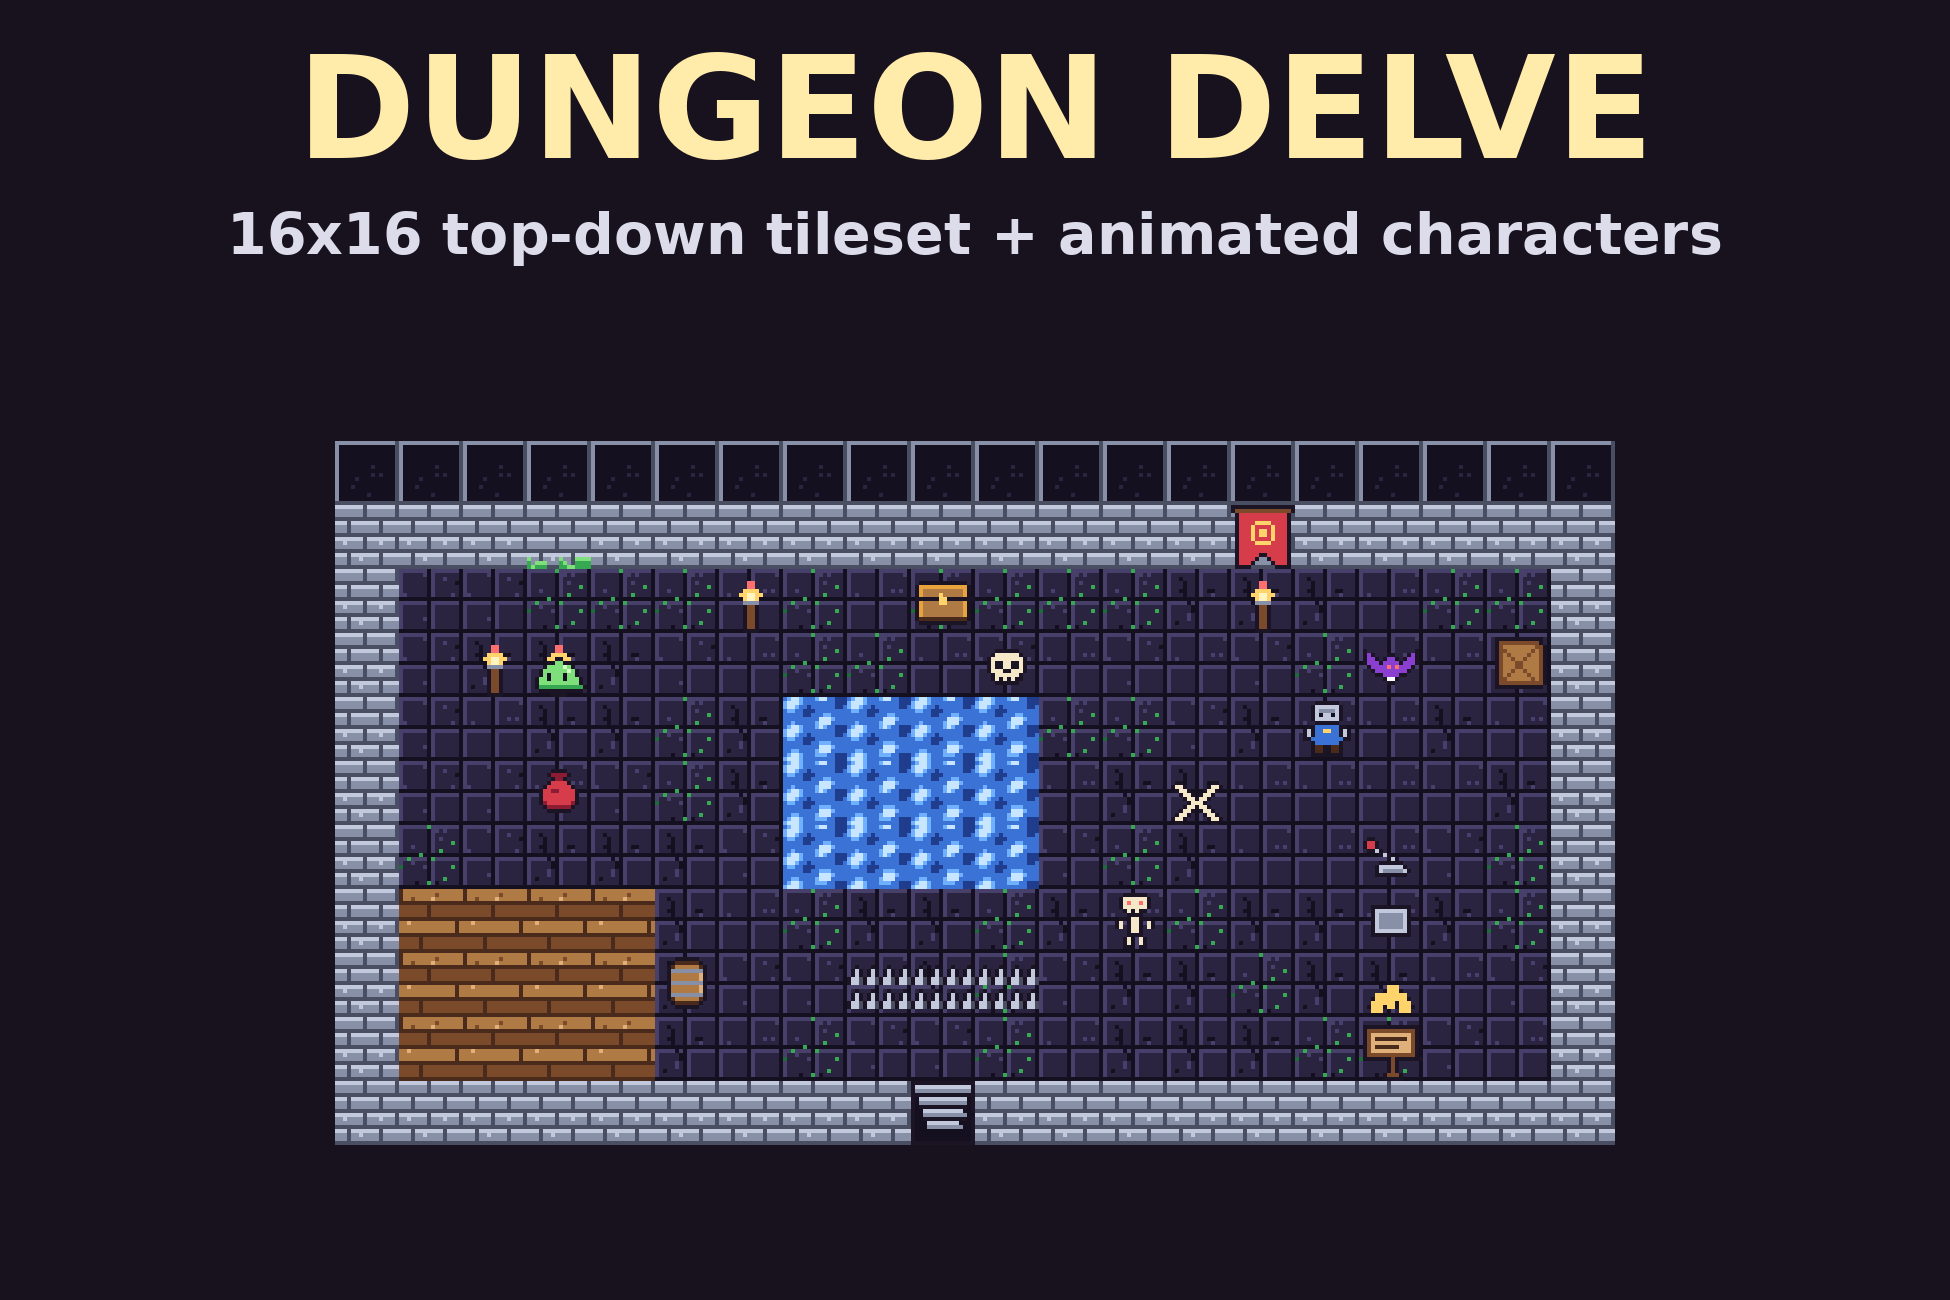 DUNGEON DELVE
16x16 top-down tileset + animated characters